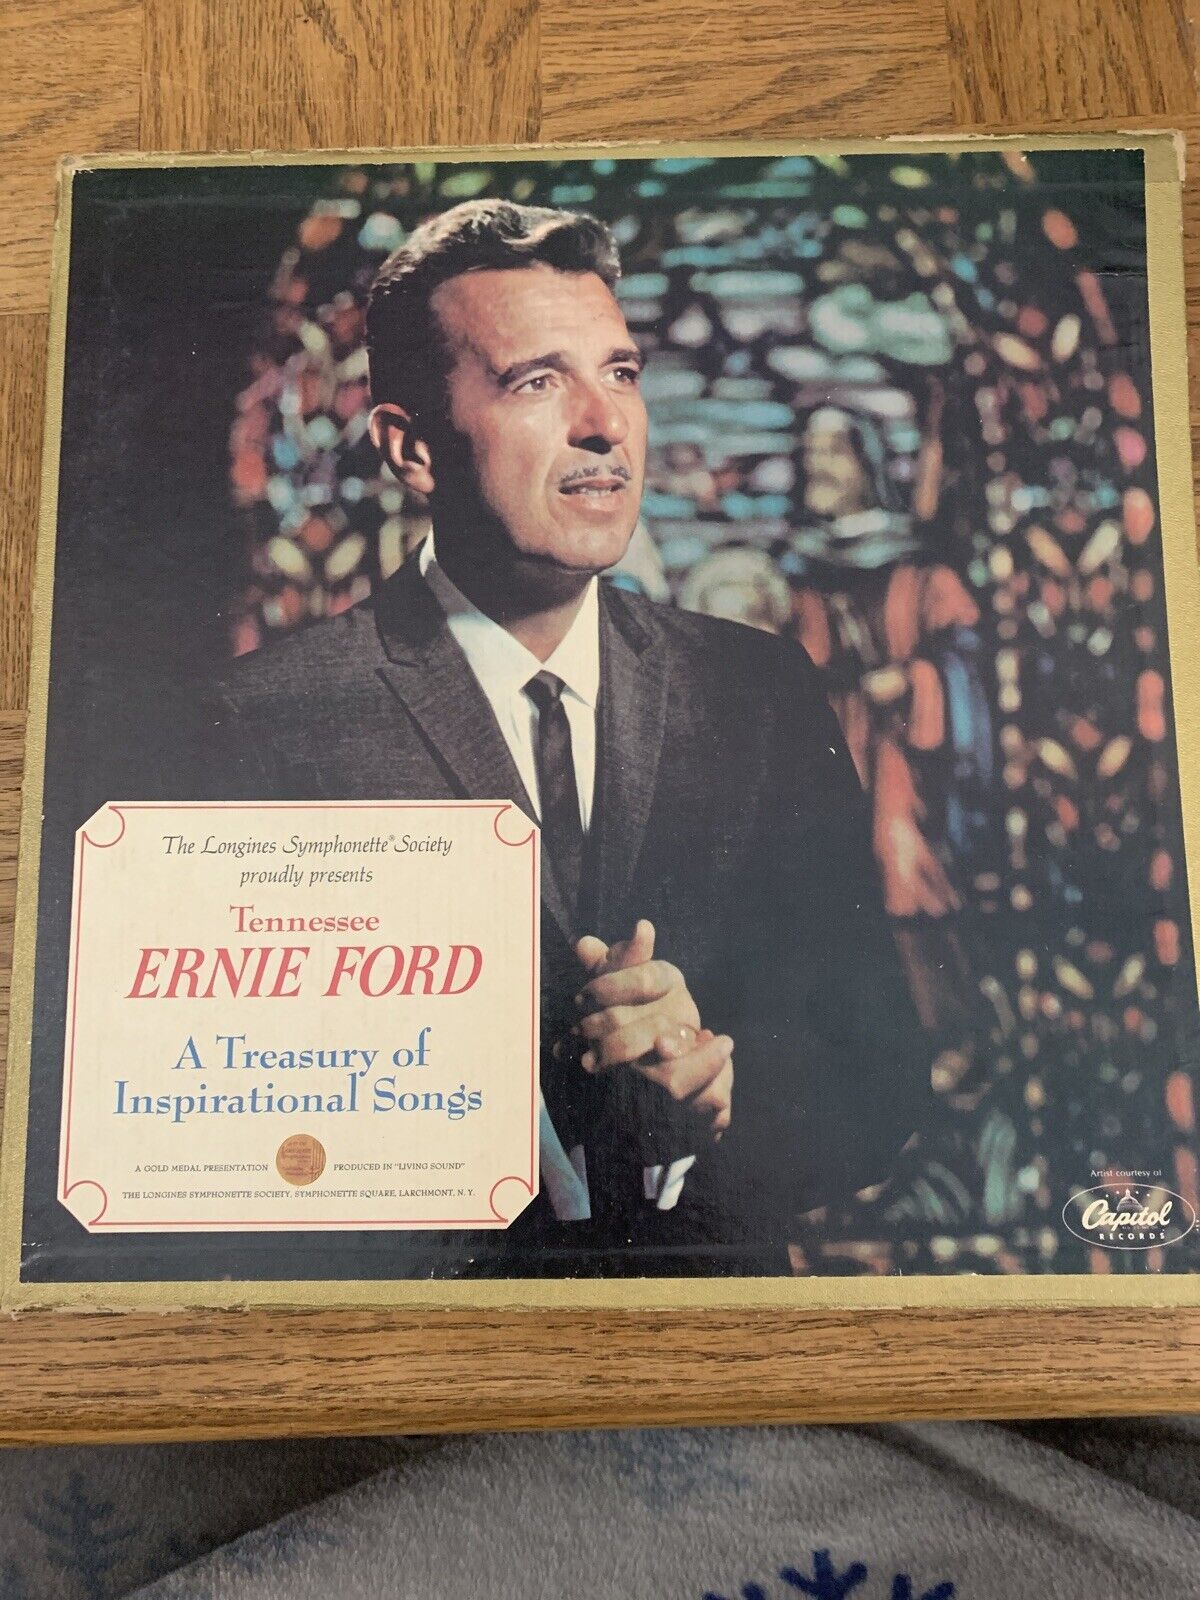 The Longines Symphonette® Society
proudly presents
Tennessee
ERNIE FORD
A Treasury of
Inspirational Songs
A GOLD MEDAL PRESENTATION PRODUCED IN "LIVING SOUND"
THE LONGINES SYMPHONETTE SOCIETY, SYMPHONETTE SQUARE, LARCHMONT, N. Y.
Artist courtesy of
Capitol
RECORDS